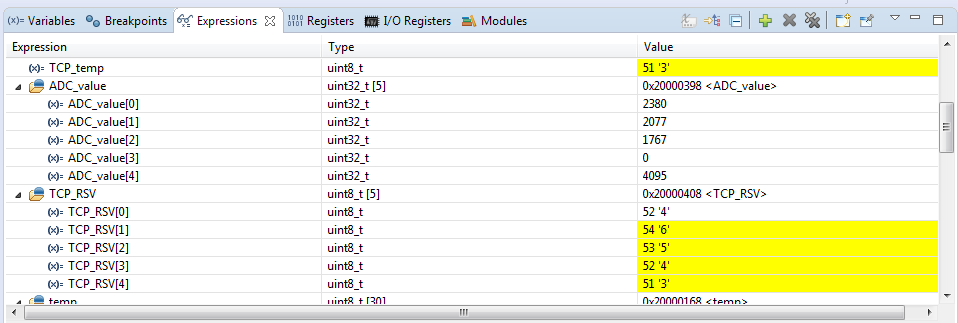 (x)= Variables Breakpoints Expressions 1010 0101 Registers I/O Registers Modules
Expression Type Value
(x)= TCP_temp uint8_t 51 '3'
ADC_value uint32_t [5] 0x20000398 <ADC_value>
(x)= ADC_value[0] uint32_t 2380
(x)= ADC_value[1] uint32_t 2077
(x)= ADC_value[2] uint32_t 1767
(x)= ADC_value[3] uint32_t 0
(x)= ADC_value[4] uint32_t 4095
TCP_RSV uint8_t [5] 0x20000408 <TCP_RSV>
(x)= TCP_RSV[0] uint8_t 52 '4'
(x)= TCP_RSV[1] uint8_t 54 '6'
(x)= TCP_RSV[2] uint8_t 53 '5'
(x)= TCP_RSV[3] uint8_t 52 '4'
(x)= TCP_RSV[4] uint8_t 51 '3'
temp uint8_t [30] 0x20000168 <temp>